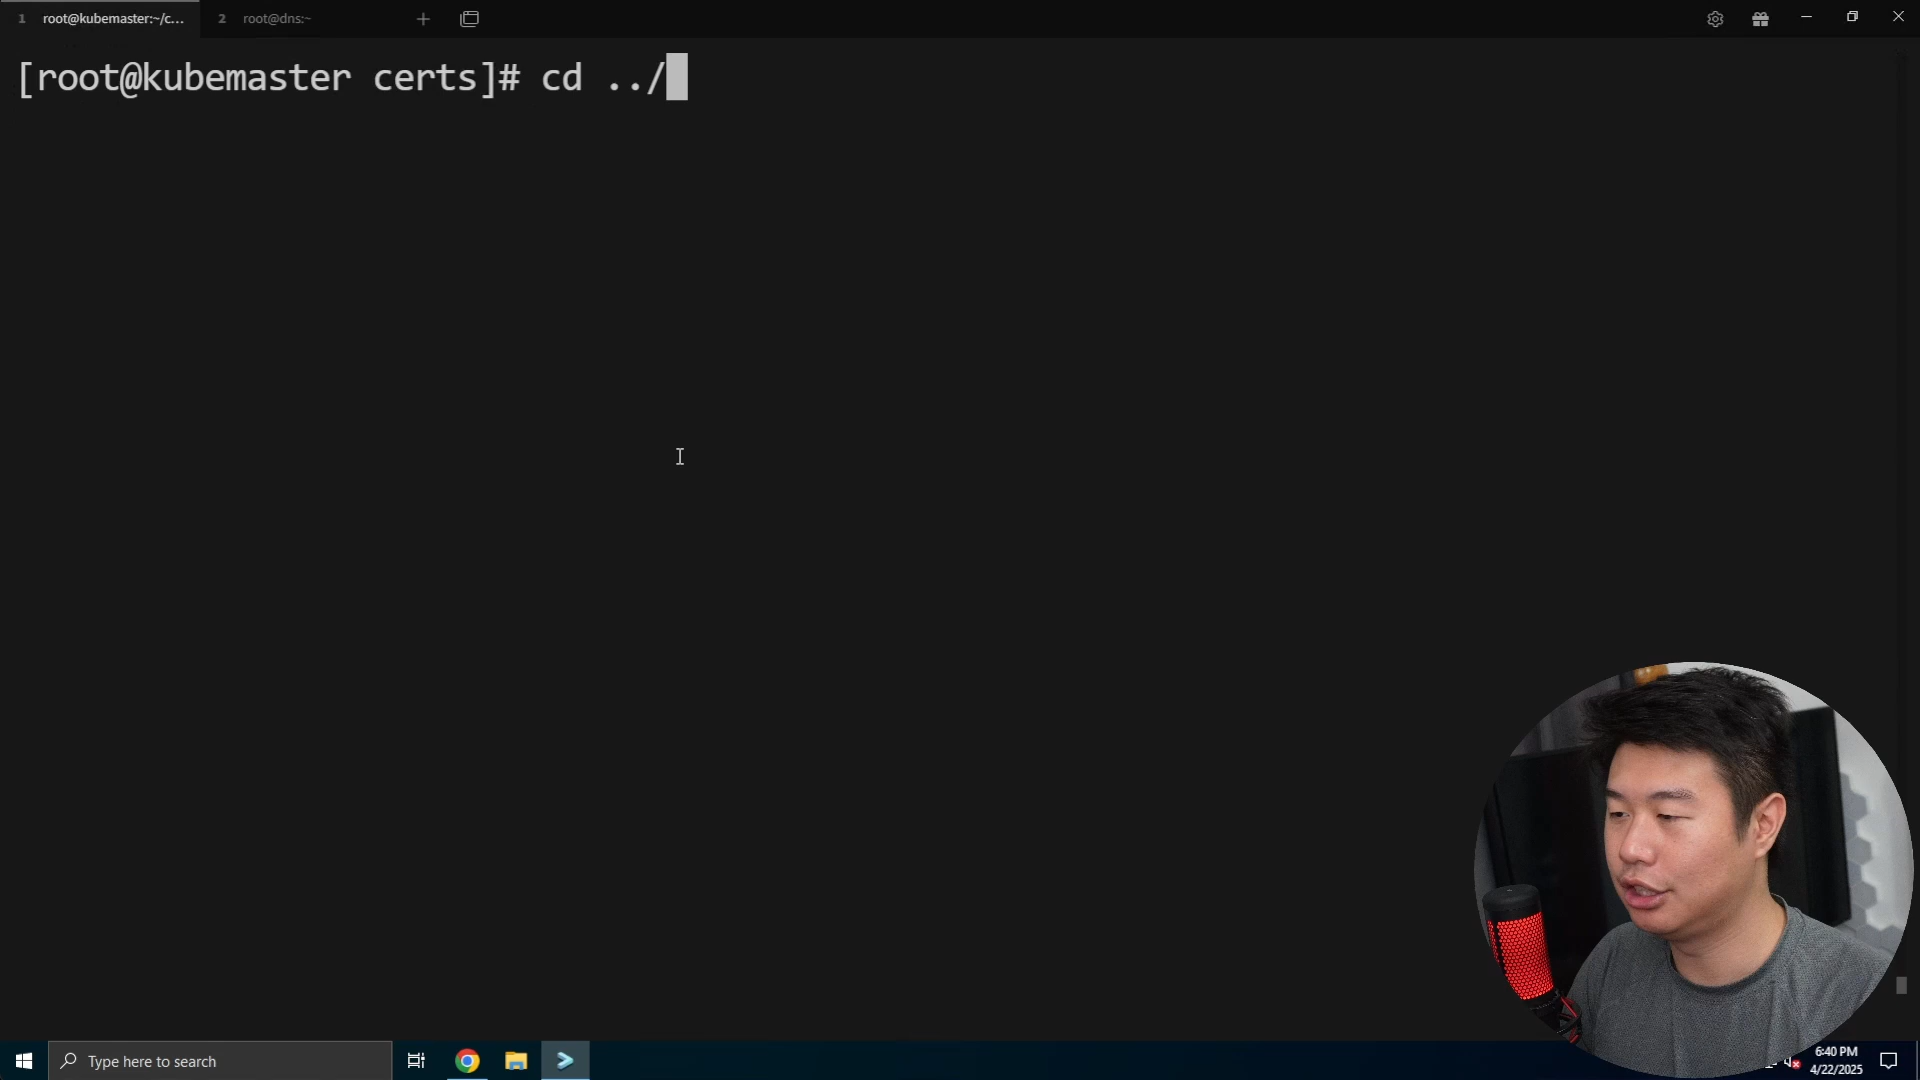 1 root@kubemaster:~/c...
2 root@dns:~
[root@kubemaster certs]# cd ../
Type here to search
6:40 PM
4/22/2025